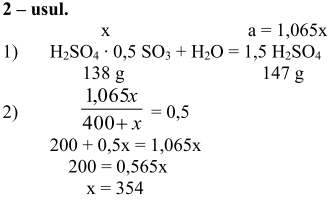 2 – usul.
x a = 1,065x
1) H₂SO₄ · 0,5 SO₃ + H₂O = 1,5 H₂SO₄
138 g 147 g
2) 1,065x / 400+x = 0,5
200 + 0,5x = 1,065x
200 = 0,565x
x = 354